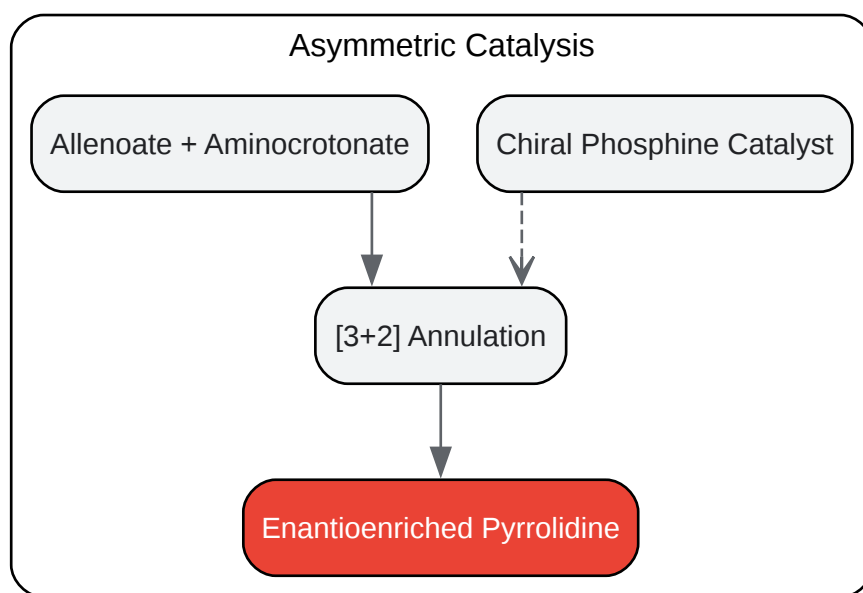 Asymmetric Catalysis
Allenoate + Aminocrotonate
Chiral Phosphine Catalyst
[3+2] Annulation
Enantioenriched Pyrrolidine